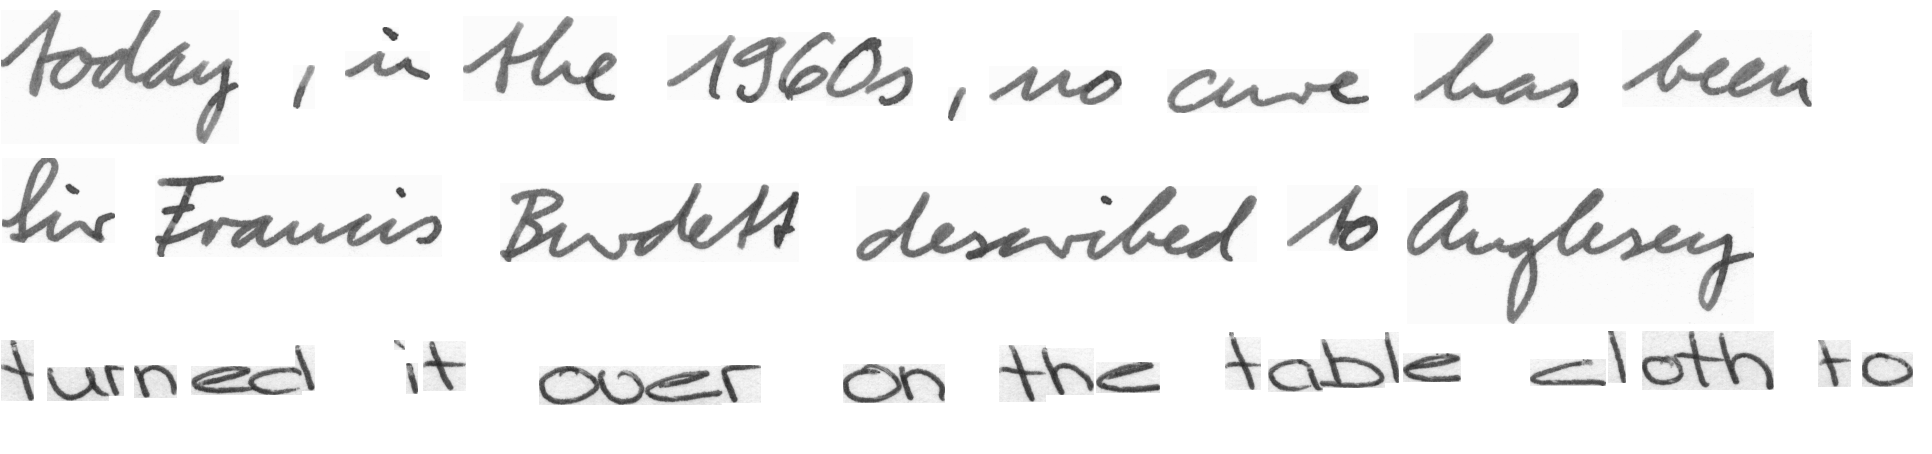 today, in the 1960s, no cure has been
Sir Francis Burdett described to Anglesey
turned it over on the table cloth to